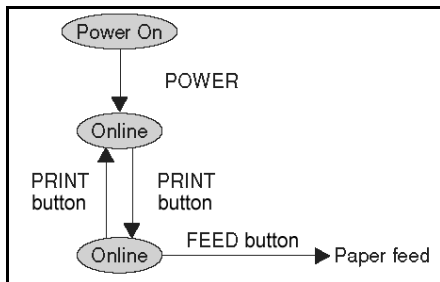 Power On
POWER
Online
PRINT
button
PRINT
button
Online
FEED button
Paper feed